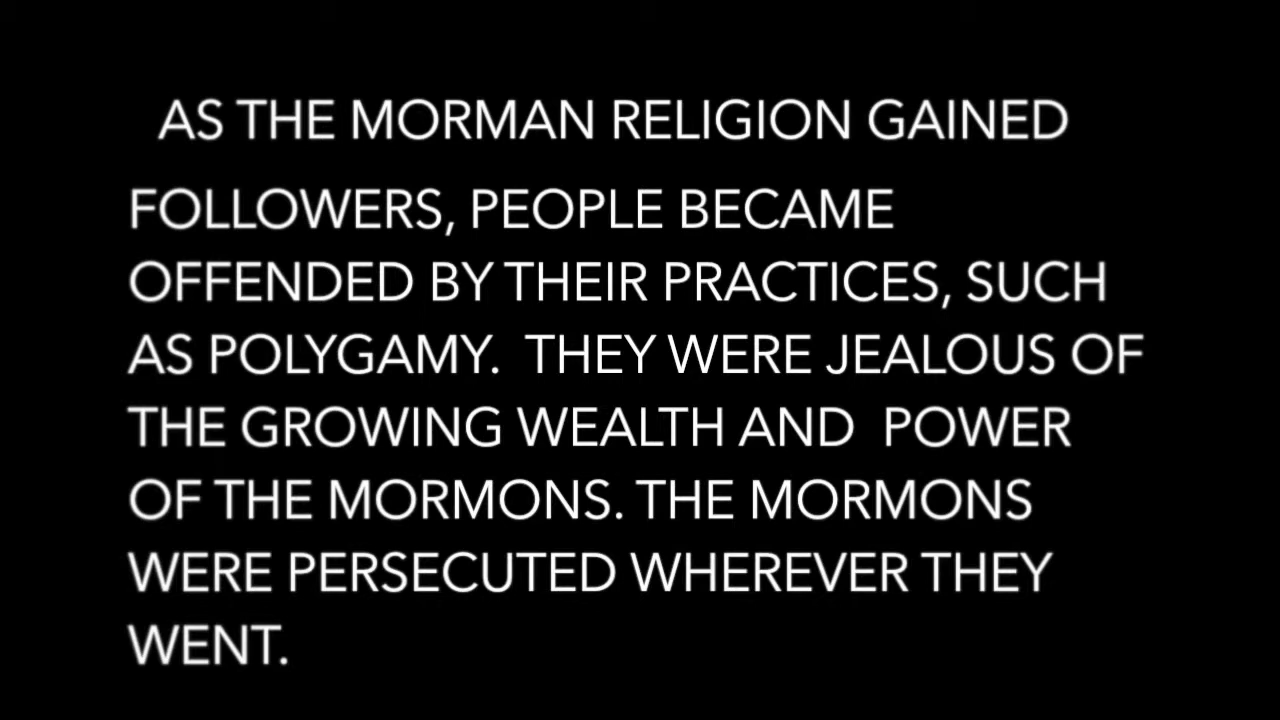 AS THE MORMAN RELIGION GAINED
FOLLOWERS, PEOPLE BECAME
OFFENDED BY THEIR PRACTICES, SUCH
AS POLYGAMY.  THEY WERE JEALOUS OF
THE GROWING WEALTH AND  POWER
OF THE MORMONS. THE MORMONS
WERE PERSECUTED WHEREVER THEY
WENT.